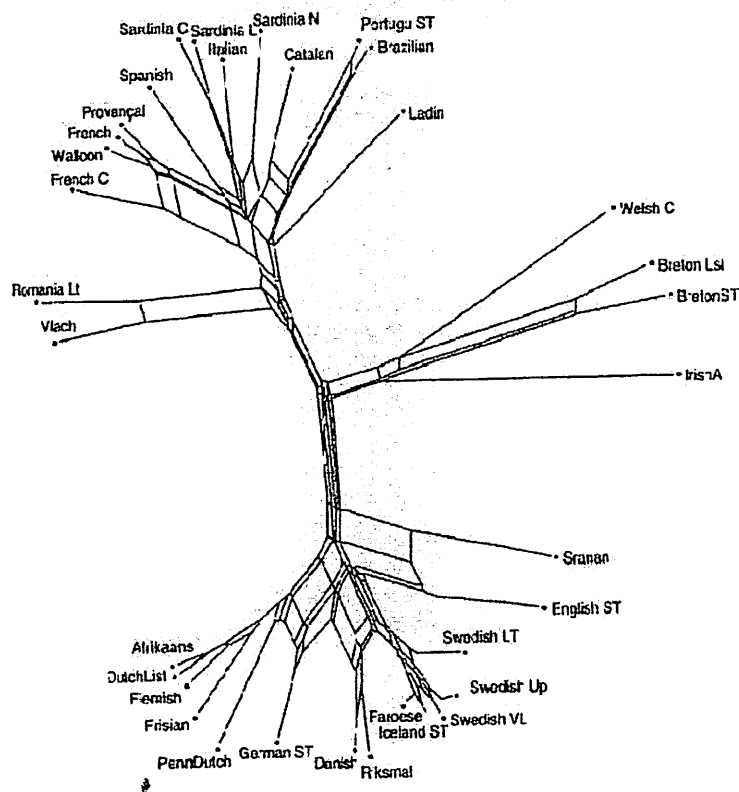 Sardinia N
Sardinia C
Sardinia L
Portugu ST
Italian
Brazilian
Catalan
Spanish
Provençal
Ladin
French
Walloon
French C
Welsh C
Breton Lsl
Romania Lt
BretonST
Vlach
IrishA
Sranan
English ST
Swedish LT
Afrikaans
DutchList
Flemish
Swedish Up
Frisian
Faroese
Swedish VL
Iceland ST
German ST
PennDutch
Danish
Riksmal